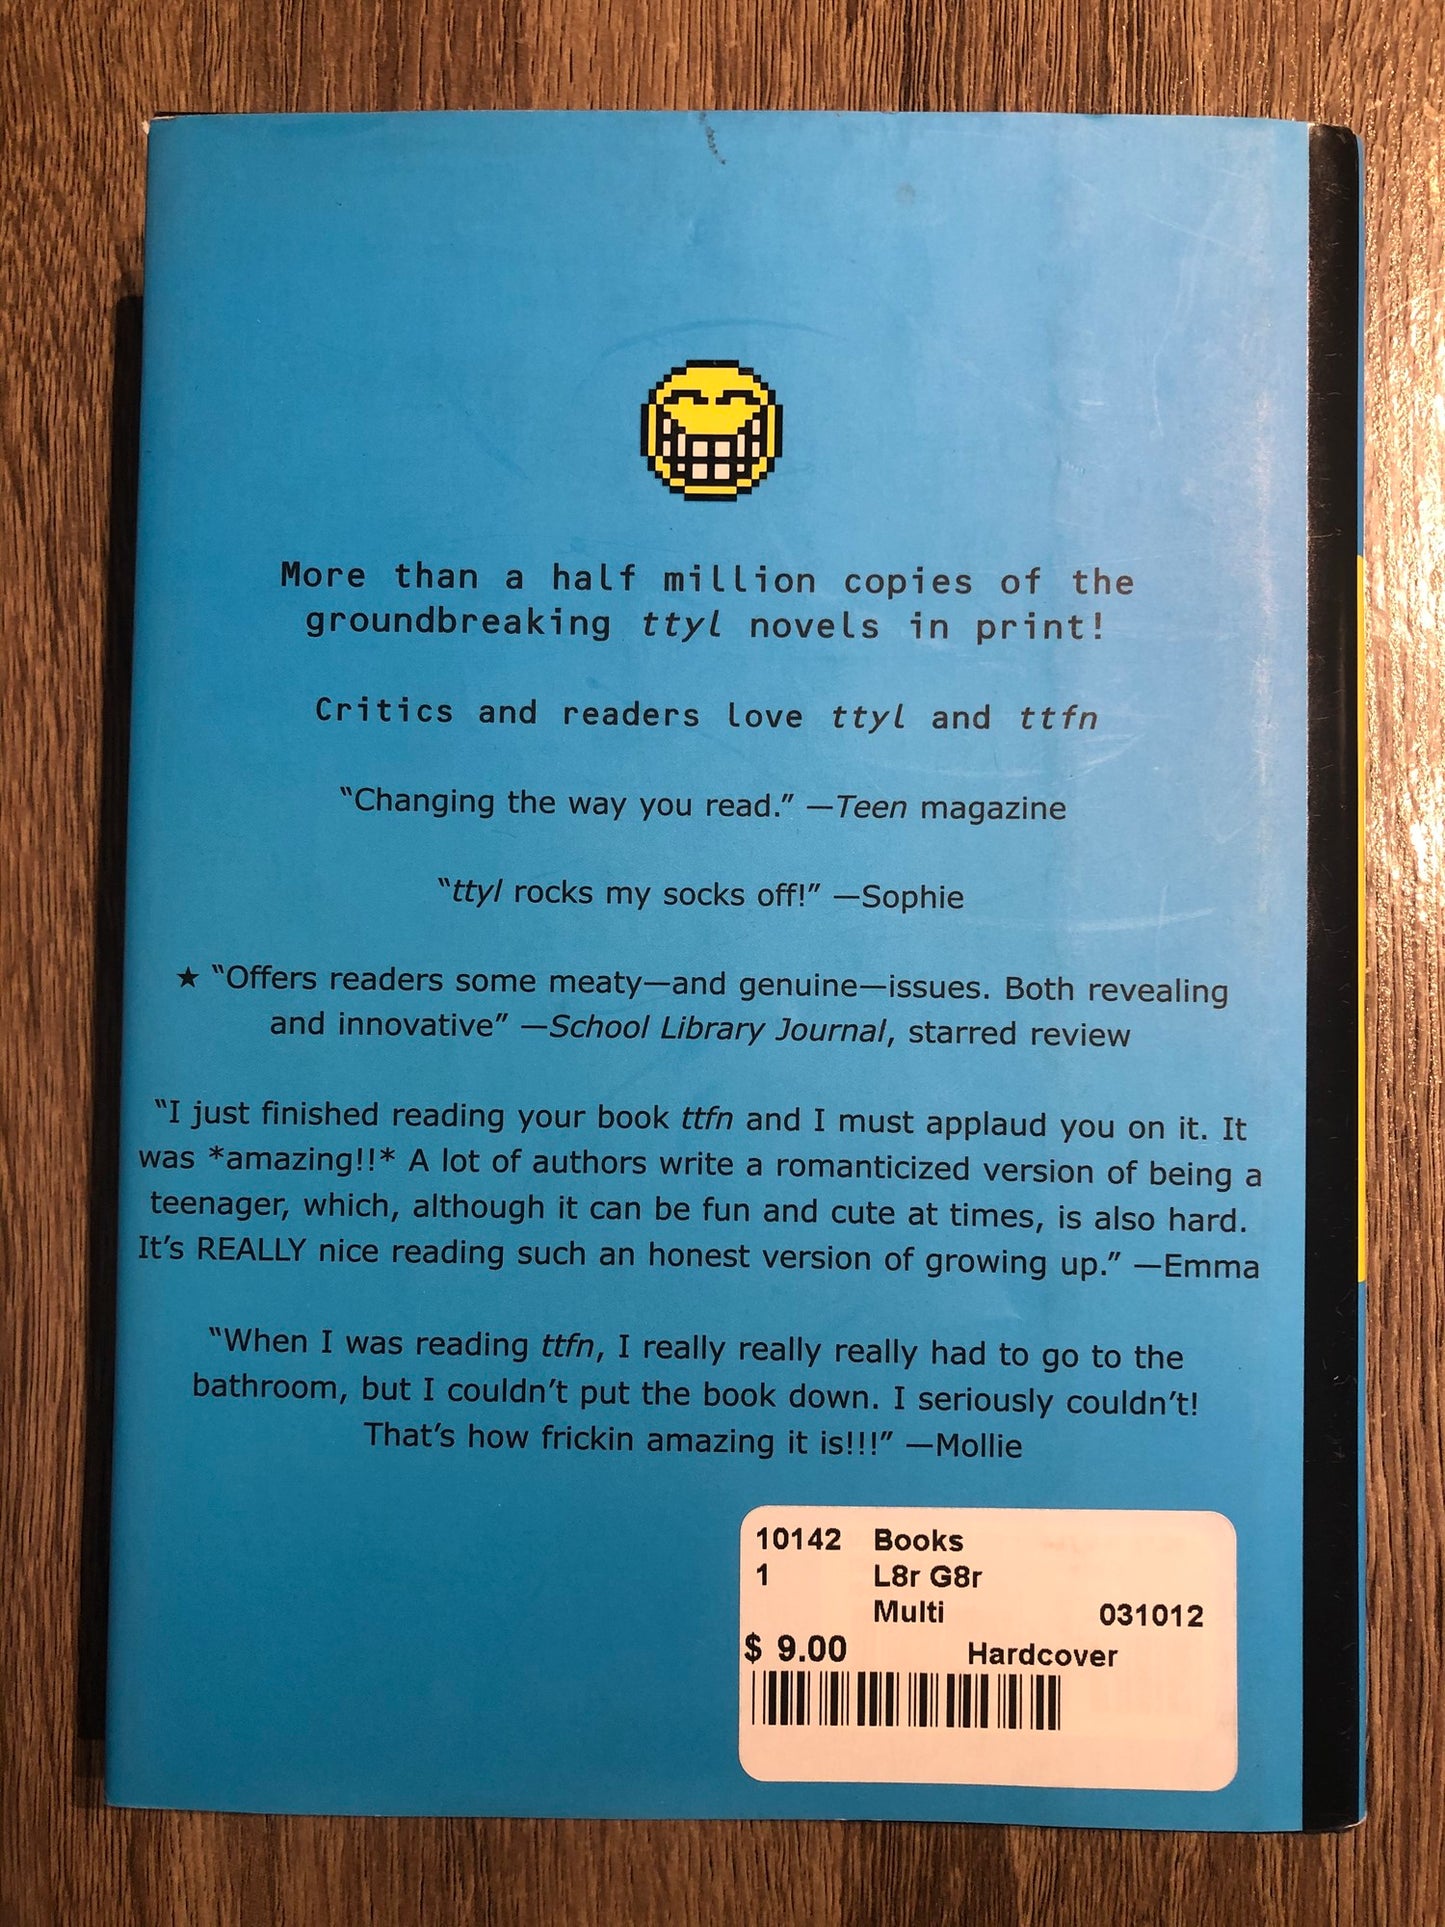 More than a half million copies of the
groundbreaking ttyl novels in print!
Critics and readers love ttyl and ttfn
“Changing the way you read.” —Teen magazine
“ttyl rocks my socks off!” —Sophie
★ “Offers readers some meaty—and genuine—issues. Both revealing
and innovative” —School Library Journal, starred review
“I just finished reading your book ttfn and I must applaud you on it. It
was *amazing!!* A lot of authors write a romanticized version of being a
teenager, which, although it can be fun and cute at times, is also hard.
It’s REALLY nice reading such an honest version of growing up.” —Emma
“When I was reading ttfn, I really really really had to go to the
bathroom, but I couldn’t put the book down. I seriously couldn’t!
That’s how frickin amazing it is!!!” —Mollie
10142 Books
1 L8r G8r
Multi 031012
$ 9.00 Hardcover